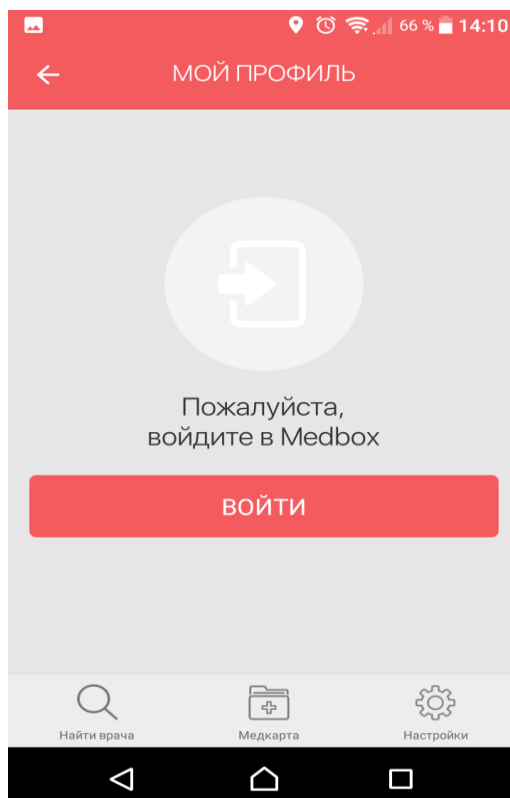 66 % 14:10
МОЙ ПРОФИЛЬ
Пожалуйста,
войдите в Medbox
ВОЙТИ
Найти врача Медкарта Настройки